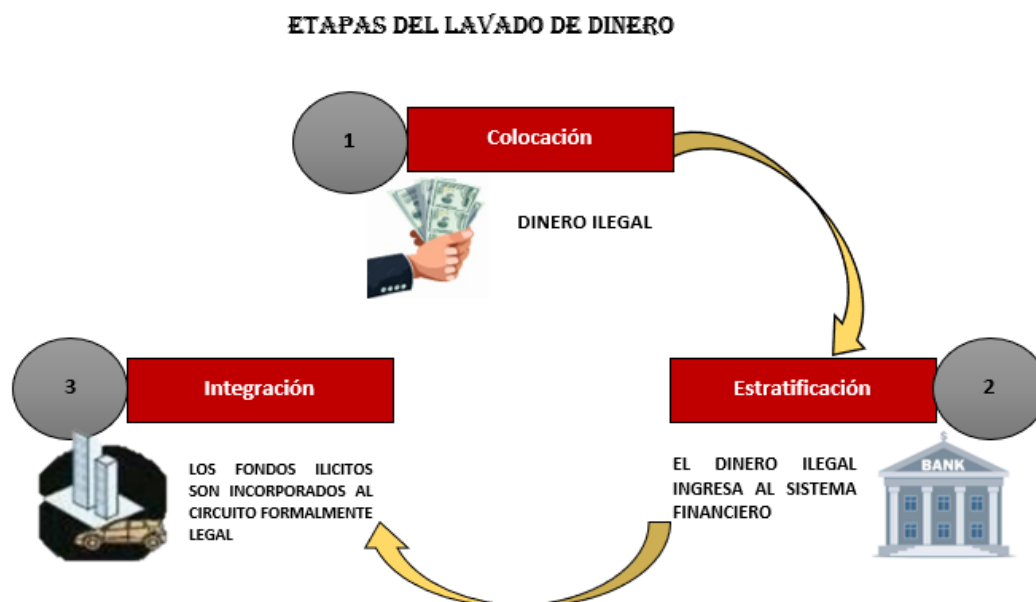 ETAPAS DEL LAVADO DE DINERO
1
Colocación
DINERO ILEGAL
3
Integración
LOS FONDOS ILICITOS
SON INCORPORADOS AL
CIRCUITO FORMALMENTE
LEGAL
Estratificación
2
EL DINERO ILEGAL
INGRESA AL SISTEMA
FINANCIERO
$
BANK